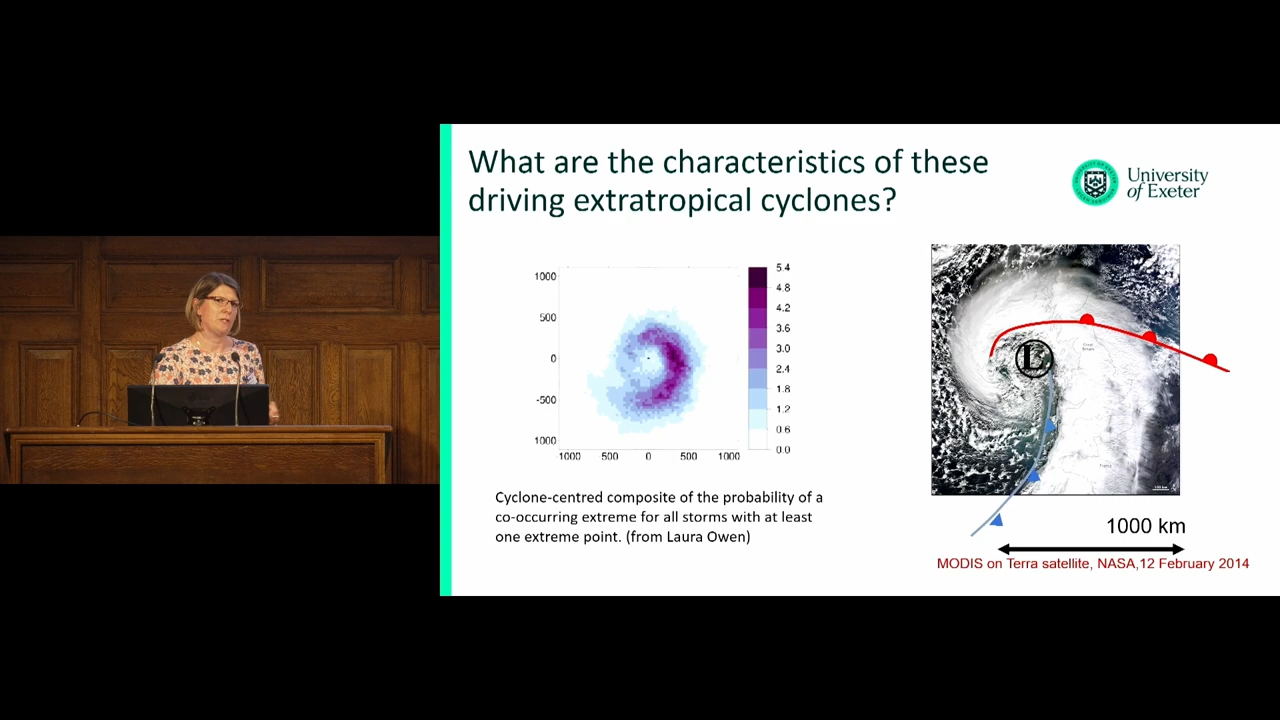 What are the characteristics of these
driving extratropical cyclones?
University
of Exeter
1000
500
0
-500
1000
1000
500
0
500
1000
5.4
4.8
4.2
3.6
3.0
2.4
1.8
1.2
0.6
0.0
Cyclone-centred composite of the probability of a
co-occurring extreme for all storms with at least
one extreme point. (from Laura Owen)
L
1000 km
MODIS on Terra satellite, NASA,12 February 2014